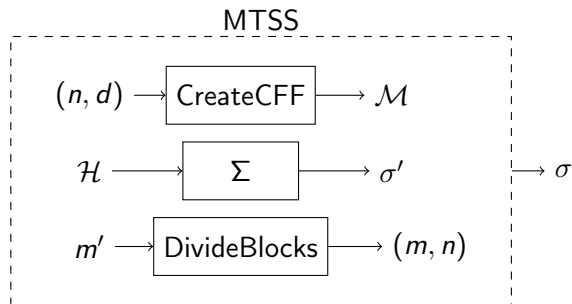 MTSS
(n, d) CreateCFF ℳ
ℋ Σ σ′ σ
m′ DivideBlocks (m, n)